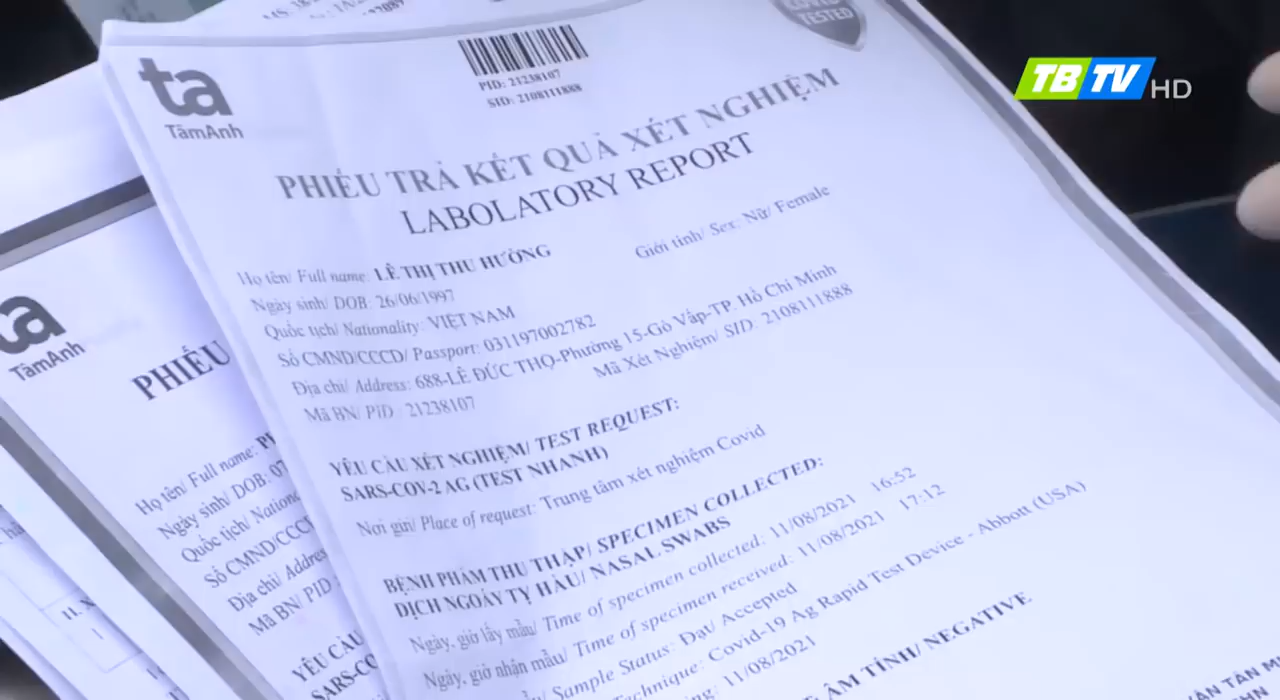 TBTV HD
TESTED
ta
TâmAnh
PID: 21238107
SID: 2108111888
PHIẾU TRẢ KẾT QUẢ XÉT NGHIỆM
LABOLATORY REPORT
Họ tên/ Full name: LÊ THỊ THU HƯỜNG
Giới tính/ Sex: Nữ/ Female
Ngày sinh/ DOB: 26/06/1997
Quốc tịch/ Nationality: VIỆT NAM
Số CMND/CCCD/ Passport: 031197002782
Địa chỉ/ Address: 688-LÊ ĐỨC THỌ-Phường 15-Gò Vấp-TP. Hồ Chí Minh
Mã BN/ PID : 21238107
Mã Xét Nghiệm/ SID: 2108111888
YÊU CẦU XÉT NGHIỆM/ TEST REQUEST:
SARS-COV-2 AG (TEST NHANH)
Nơi gửi/ Place of request: Trung tâm xét nghiệm Covid
BỆNH PHẨM THU THẬP/ SPECIMEN COLLECTED:
DỊCH NGOÁY TỴ HẦU/ NASAL SWABS
Ngày, giờ lấy mẫu/ Time of specimen collected: 11/08/2021 16:52
Ngày, giờ nhận mẫu/ Time of specimen received: 11/08/2021 17:12
Sample Status: Đạt/ Accepted
Technique: Covid-19 Ag Rapid Test Device - Abbott (USA)
11/08/2021
ÂM TÍNH/ NEGATIVE
ta
TâmAnh
PHIẾU
Họ tên/ Full name:
Ngày sinh/ DOB:
Quốc tịch/
Số CMND/CCCD
Địa chỉ/
Mã BN/ PID
YÊU CẦU